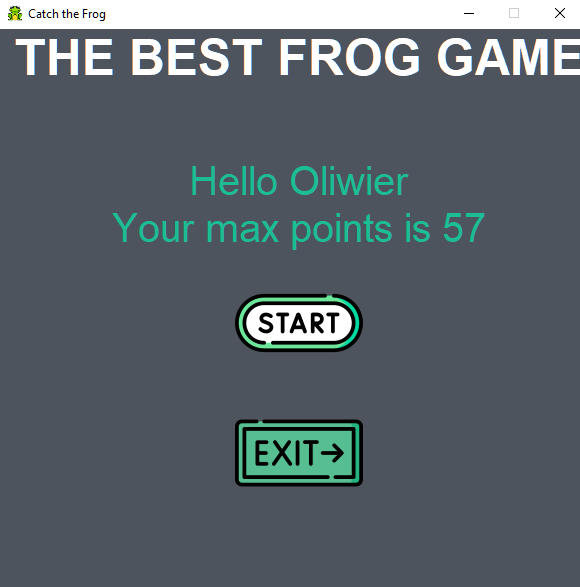 Catch the Frog
THE BEST FROG GAME
Hello Oliwier
Your max points is 57
START
EXIT→